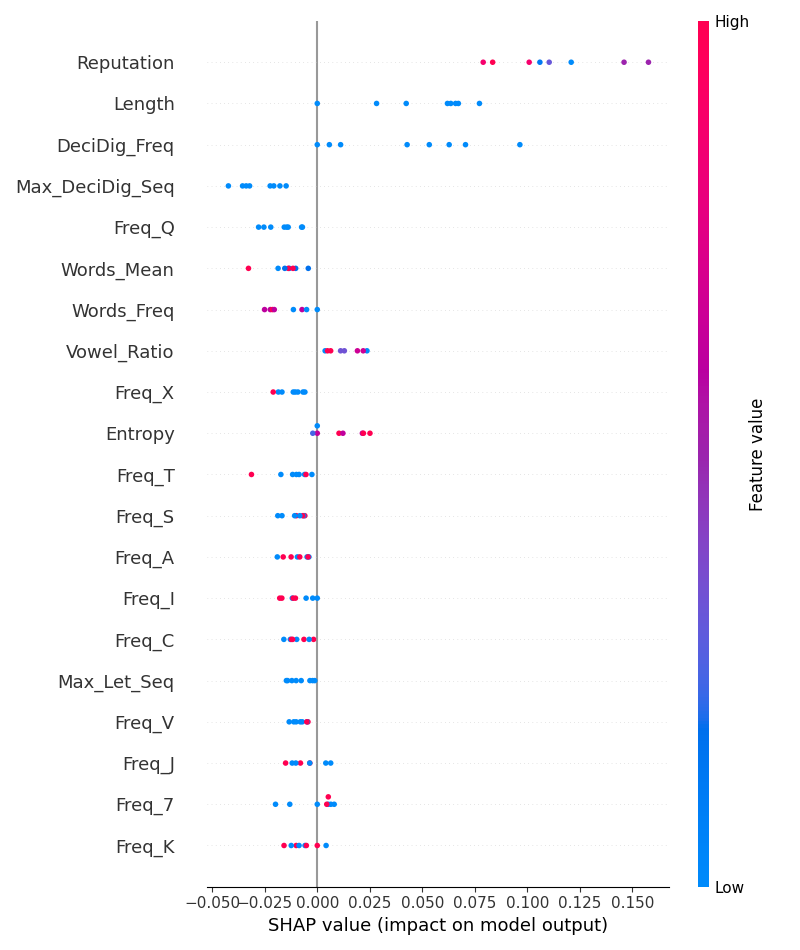 High
Reputation
Length
DeciDig_Freq
Max_DeciDig_Seq
Freq_Q
Words_Mean
Words_Freq
Vowel_Ratio
Freq_X
Entropy
Freq_T
Freq_S
Freq_A
Freq_I
Freq_C
Max_Let_Seq
Freq_V
Freq_J
Freq_7
Freq_K
Feature value
Low
−0.050 −0.025 0.000 0.025 0.050 0.075 0.100 0.125 0.150
SHAP value (impact on model output)